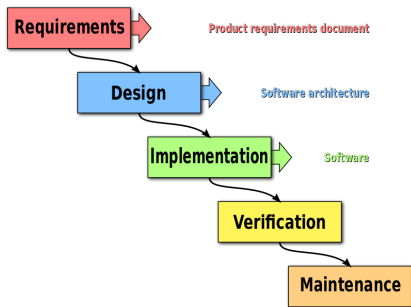 Requirements
Product requirements document
Design
Software architecture
Implementation
Software
Verification
Maintenance